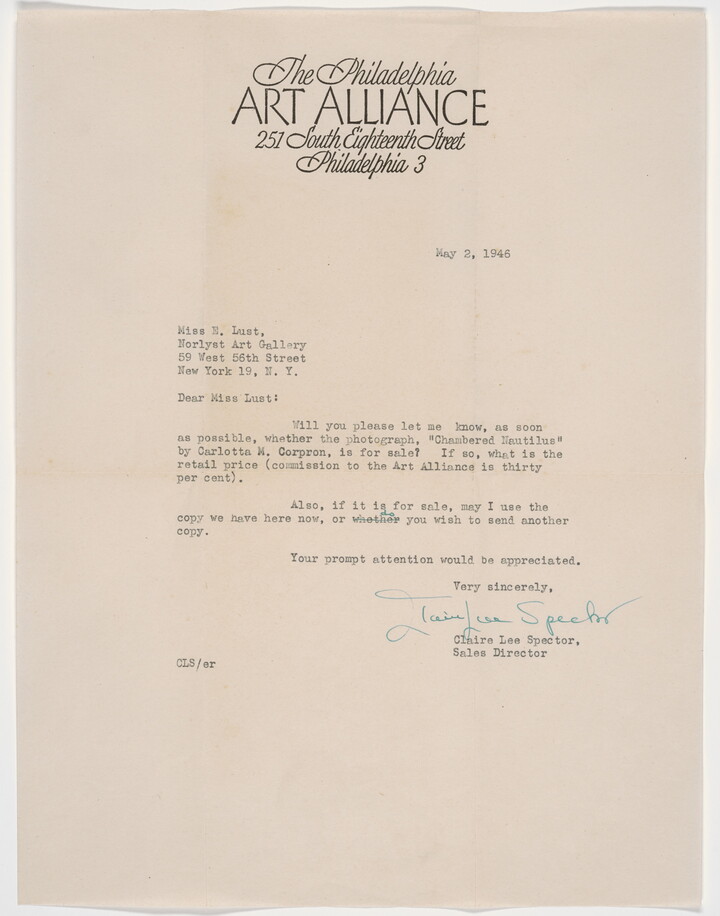 The Philadelphia
ART ALLIANCE
251 South Eighteenth Street
Philadelphia 3
May 2, 1946
Miss E. Lust,
Norlyst Art Gallery
59 West 56th Street
New York 19, N. Y.
Dear Miss Lust:
Will you please let me know, as soon
as possible, whether the photograph, "Chambered Nautilus"
by Carlotta M. Corpron, is for sale? If so, what is the
retail price (commission to the Art Alliance is thirty
per cent).
Also, if it is for sale, may I use the
do
copy we have here now, or whether you wish to send another
copy.
Your prompt attention would be appreciated.
Very sincerely,
Claire Lee Spector
Claire Lee Spector,
Sales Director
CLS/er